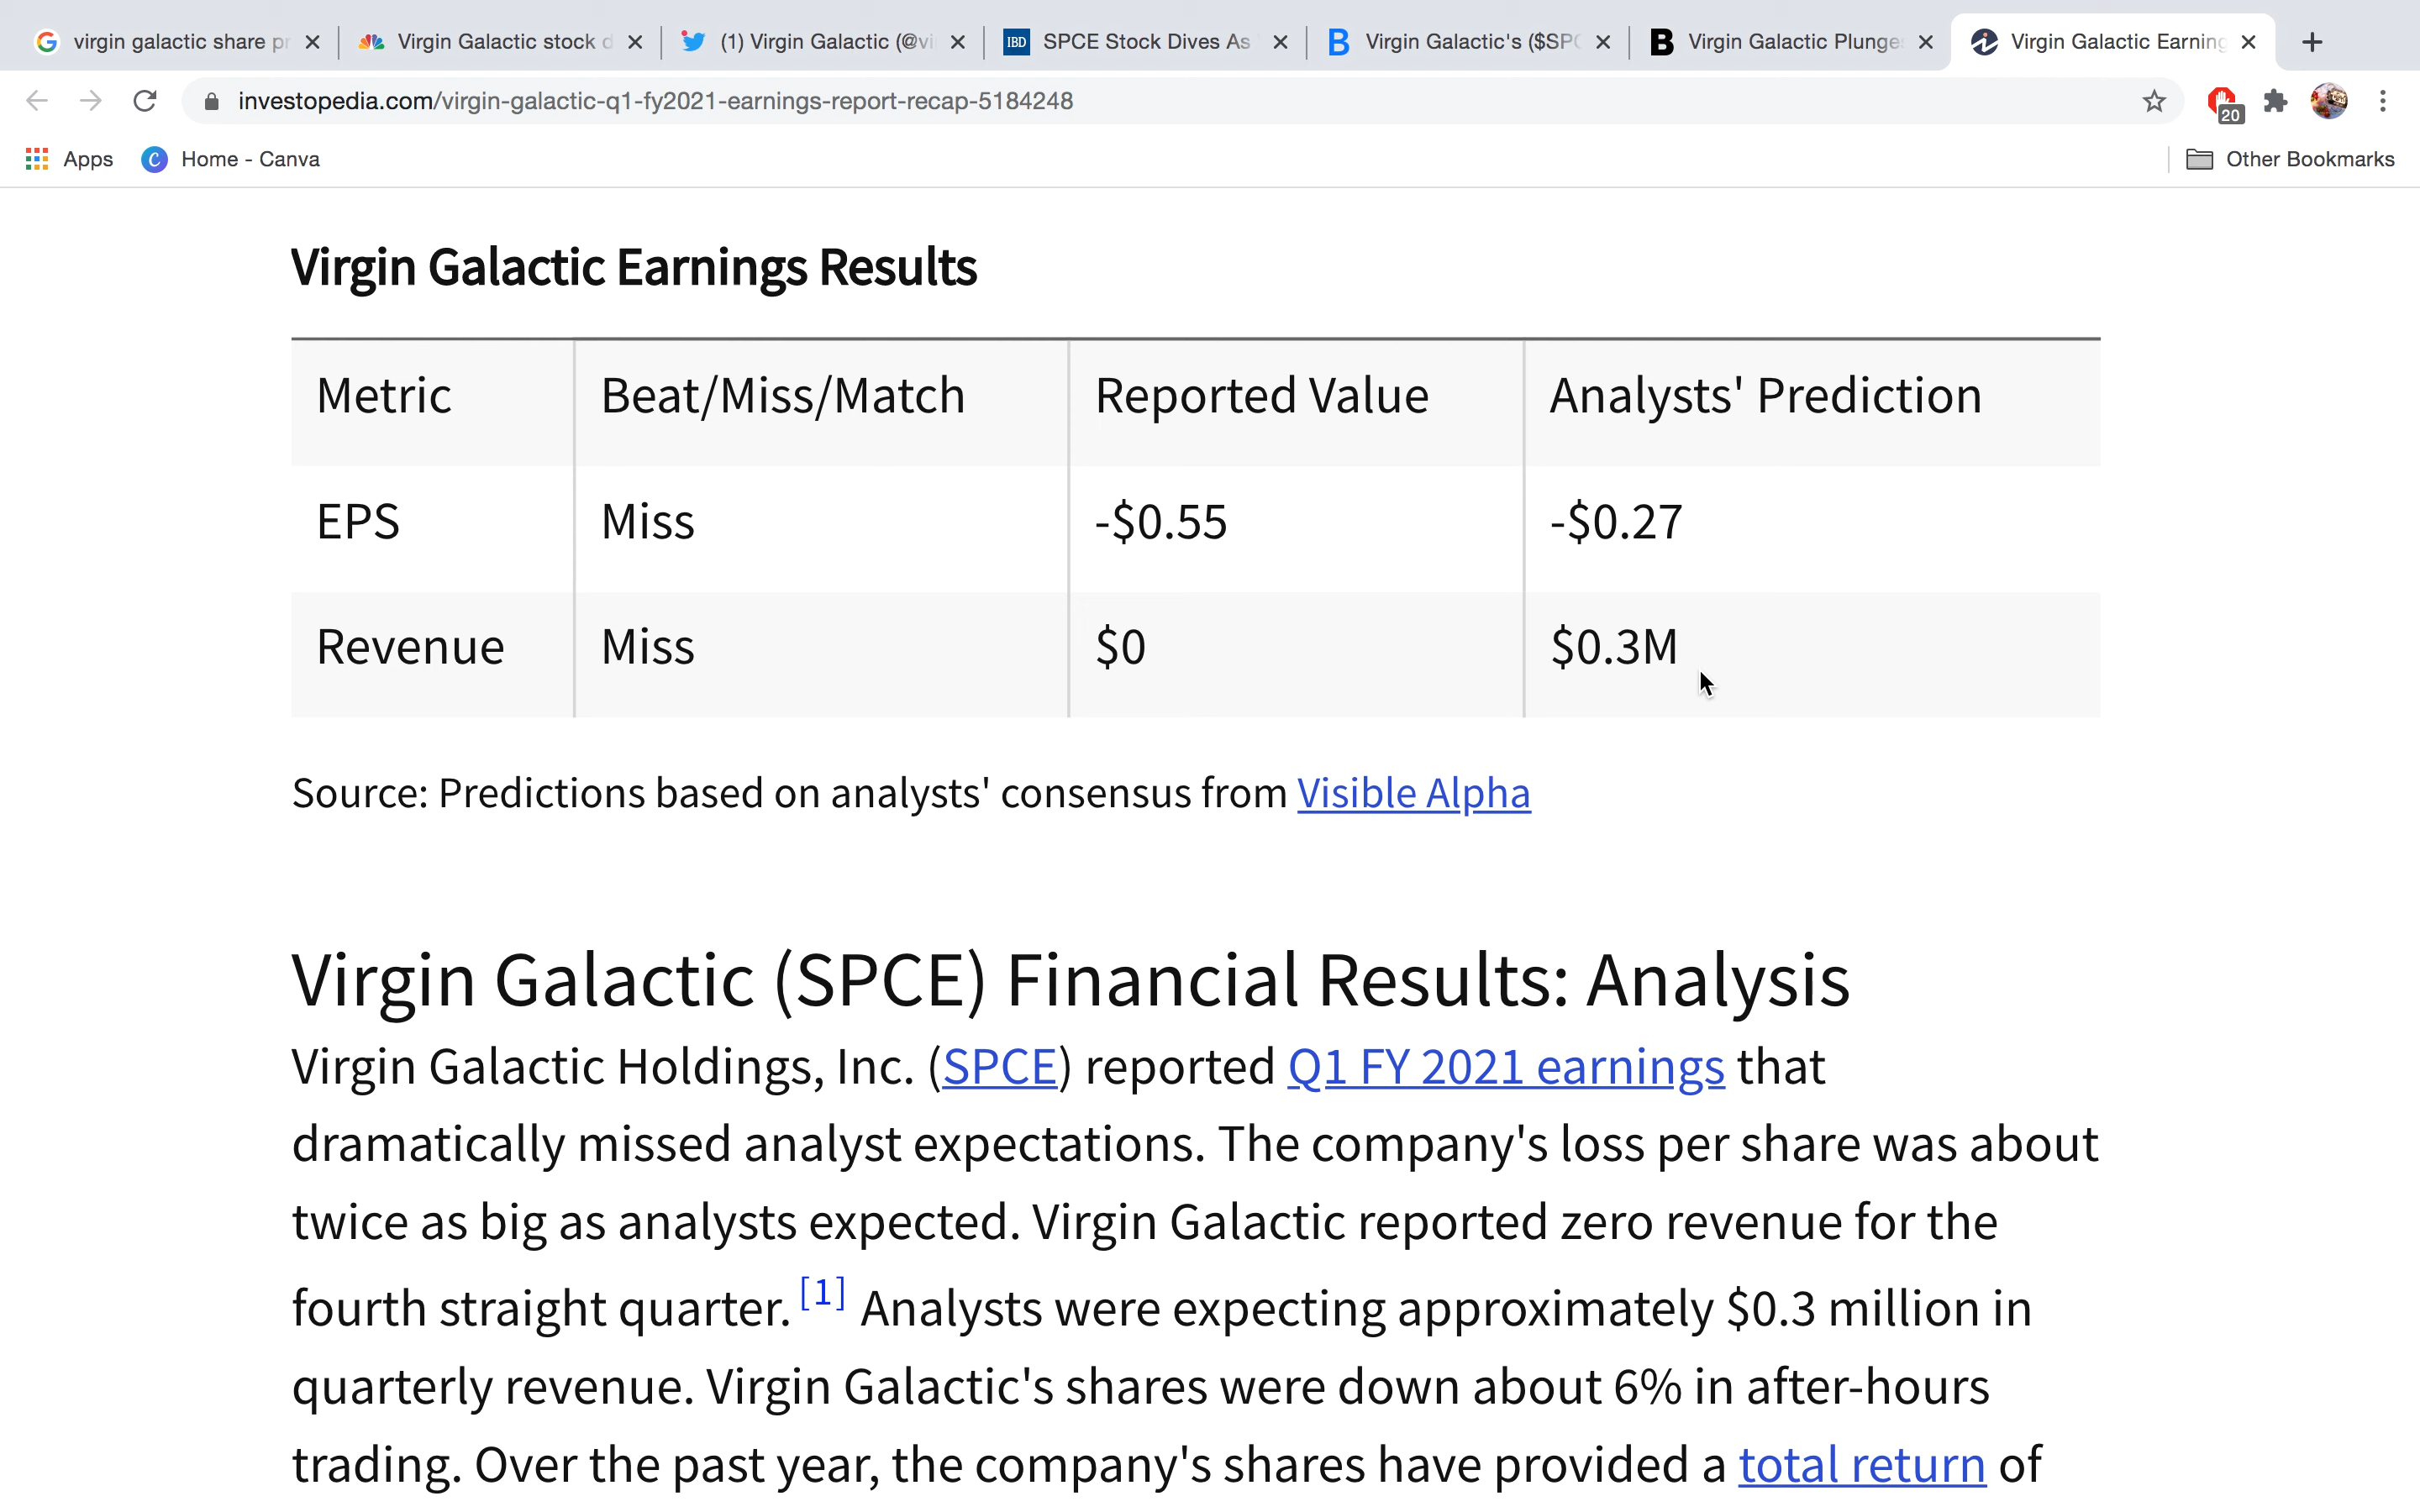 virgin galactic share pr
Virgin Galactic stock d
(1) Virgin Galactic (@vi
IBD SPCE Stock Dives As
Virgin Galactic's ($SPC
Virgin Galactic Plunge
Virgin Galactic Earning
investopedia.com/virgin-galactic-q1-fy2021-earnings-report-recap-5184248
20
Apps
Home - Canva
Other Bookmarks
Virgin Galactic Earnings Results
Metric Beat/Miss/Match Reported Value Analysts' Prediction
EPS Miss -$0.55 -$0.27
Revenue Miss $0 $0.3M
Source: Predictions based on analysts' consensus from Visible Alpha
Virgin Galactic (SPCE) Financial Results: Analysis
Virgin Galactic Holdings, Inc. (SPCE) reported Q1 FY 2021 earnings that
dramatically missed analyst expectations. The company's loss per share was about
twice as big as analysts expected. Virgin Galactic reported zero revenue for the
fourth straight quarter.[1] Analysts were expecting approximately $0.3 million in
quarterly revenue. Virgin Galactic's shares were down about 6% in after-hours
trading. Over the past year, the company's shares have provided a total return of